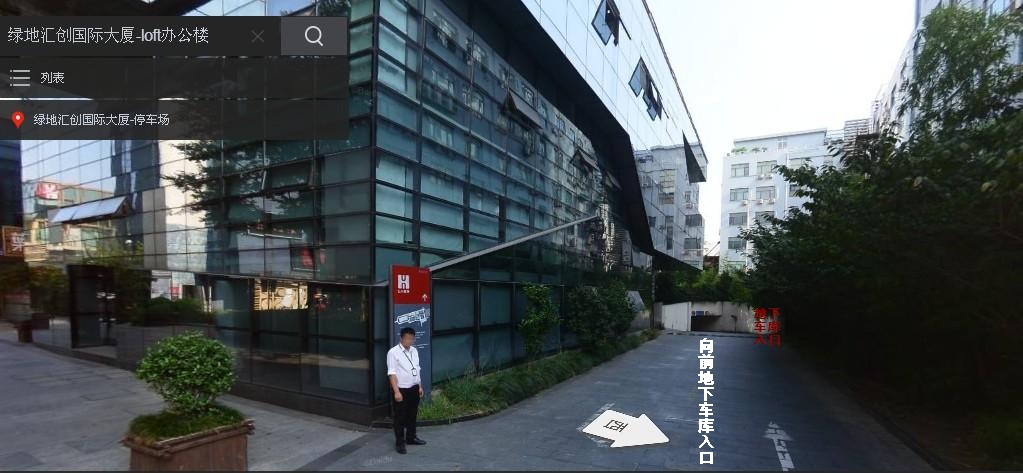 绿地汇创国际大厦-loft办公楼
列表
绿地汇创国际大厦-停车场
地下车库入口
向前地下车库入口
西